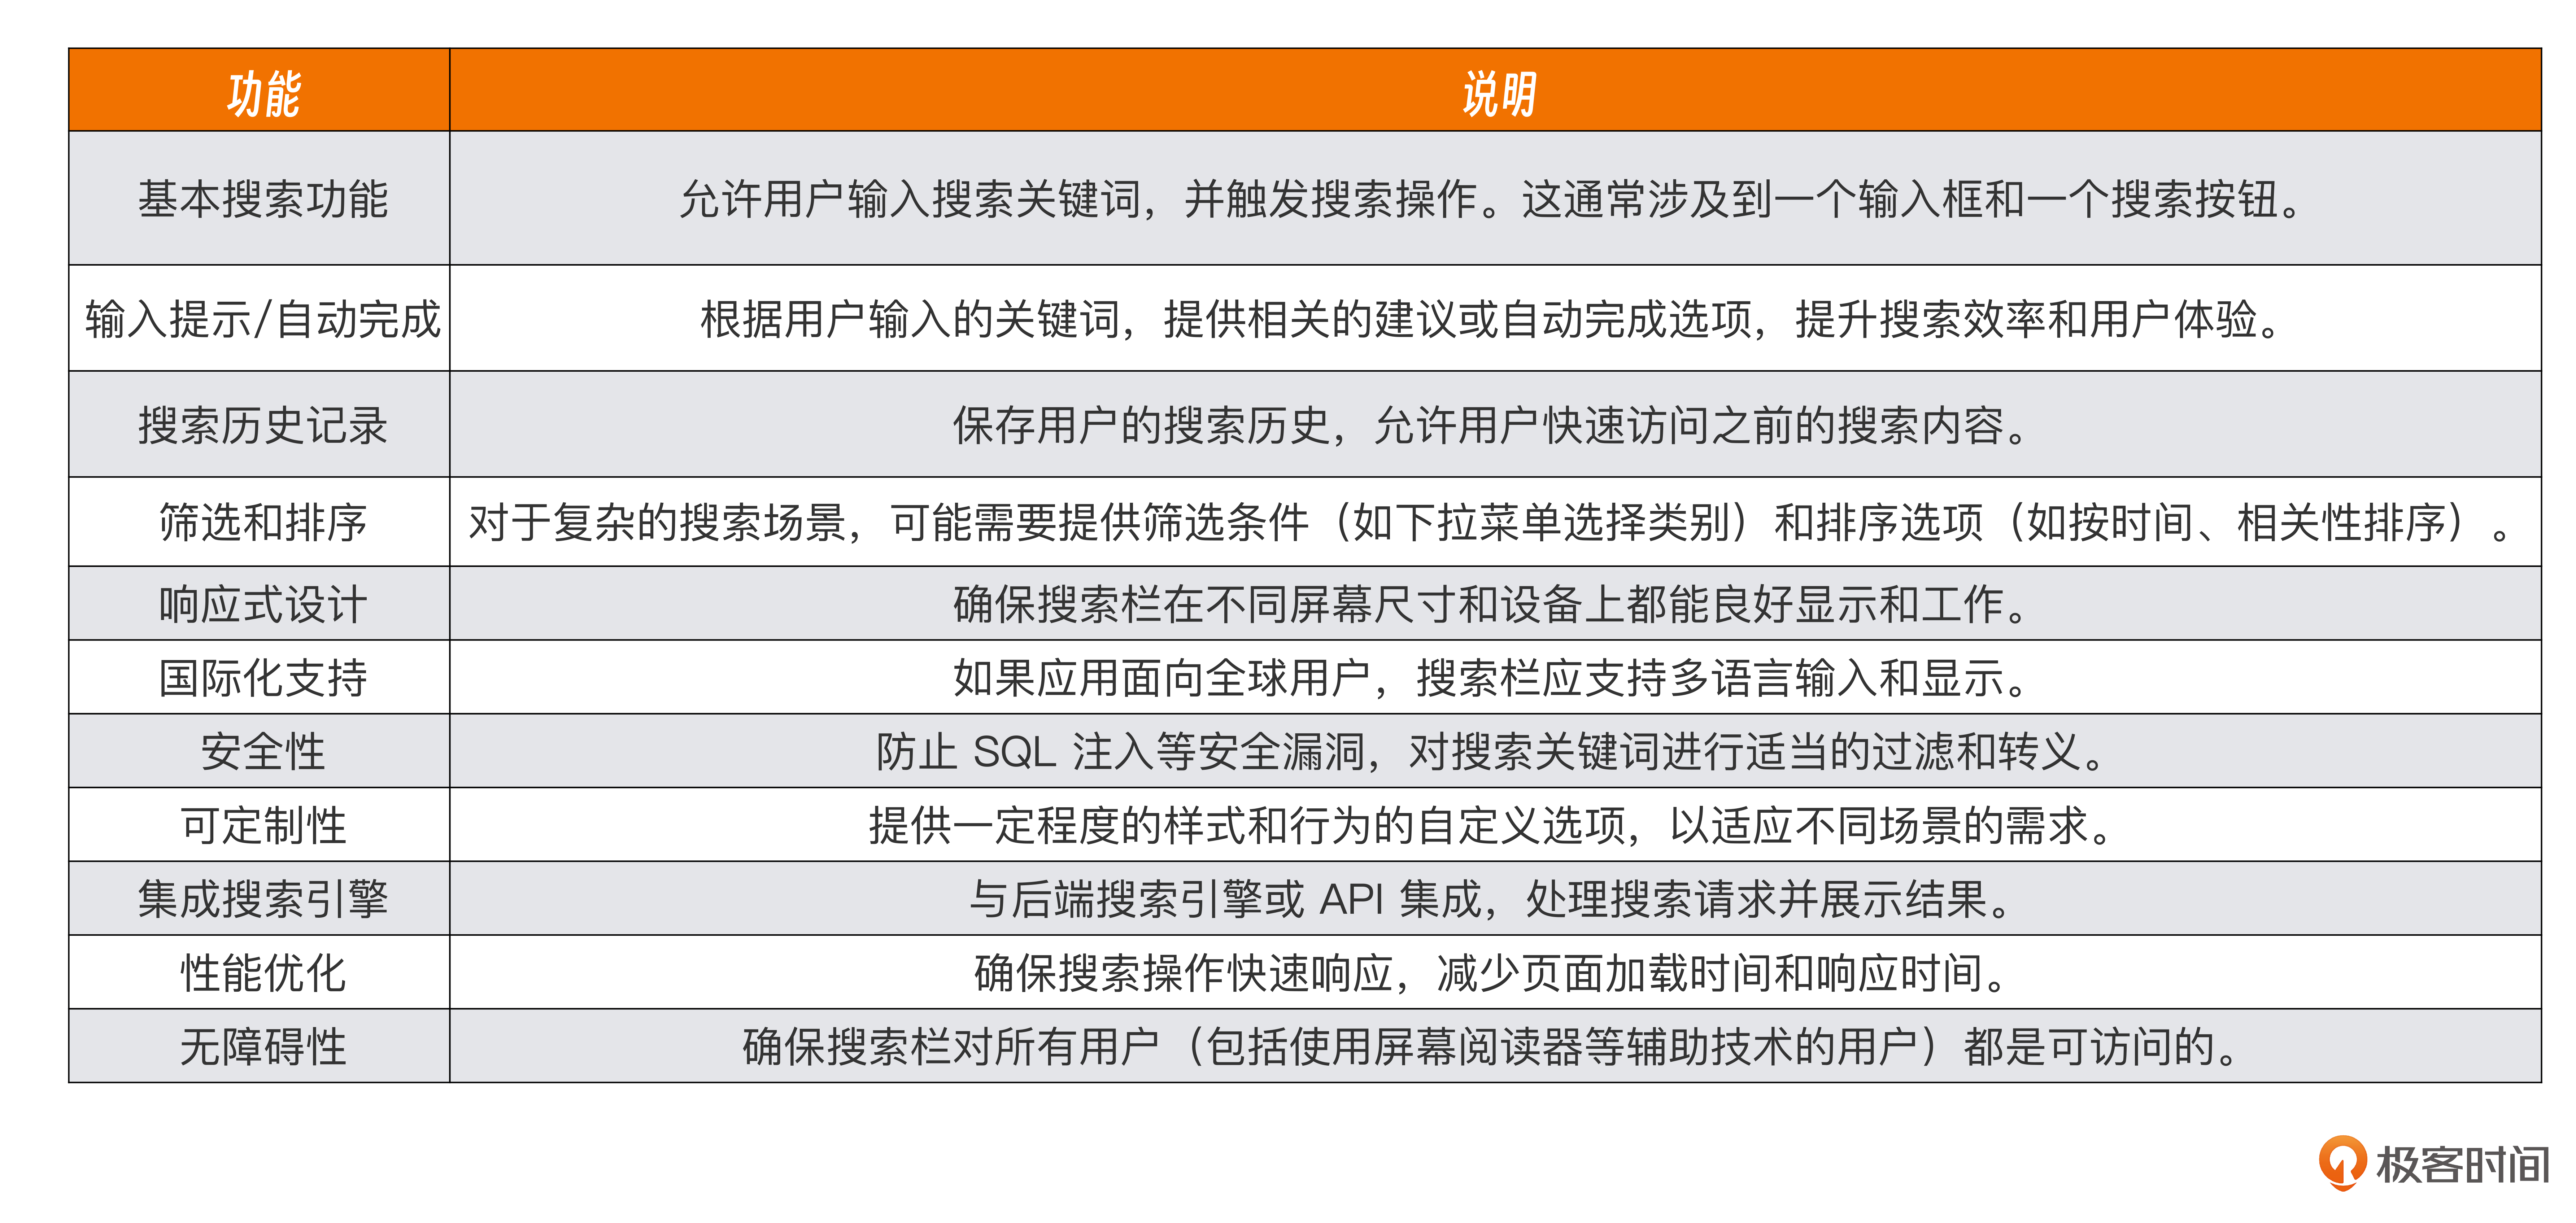 功能 说明
基本搜索功能 允许用户输入搜索关键词，并触发搜索操作。这通常涉及到一个输入框和一个搜索按钮。
输入提示/自动完成 根据用户输入的关键词，提供相关的建议或自动完成选项，提升搜索效率和用户体验。
搜索历史记录 保存用户的搜索历史，允许用户快速访问之前的搜索内容。
筛选和排序 对于复杂的搜索场景，可能需要提供筛选条件（如下拉菜单选择类别）和排序选项（如按时间、相关性排序）。
响应式设计 确保搜索栏在不同屏幕尺寸和设备上都能良好显示和工作。
国际化支持 如果应用面向全球用户，搜索栏应支持多语言输入和显示。
安全性 防止 SQL 注入等安全漏洞，对搜索关键词进行适当的过滤和转义。
可定制性 提供一定程度的样式和行为的自定义选项，以适应不同场景的需求。
集成搜索引擎 与后端搜索引擎或 API 集成，处理搜索请求并展示结果。
性能优化 确保搜索操作快速响应，减少页面加载时间和响应时间。
无障碍性 确保搜索栏对所有用户（包括使用屏幕阅读器等辅助技术的用户）都是可访问的。
极客时间